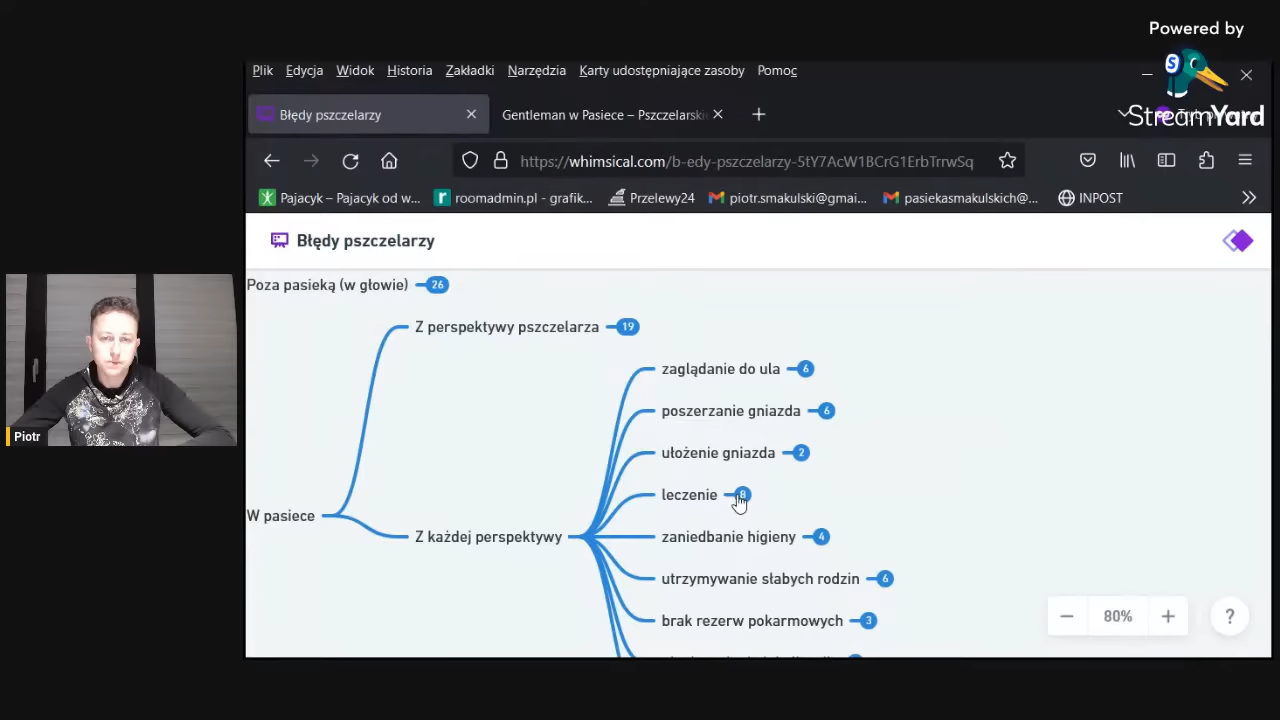 Powered by
StreamYard
Plik Edycja Widok Historia Zakładki Narzędzia Karty udostępniające zasoby Pomoc
Błędy pszczelarzy
Gentleman w Pasiece – Pszczelarski
https://whimsical.com/b-edy-pszczelarzy-5tY7AcW1BCrG1ErbTrrwSq
Pajacyk – Pajacyk od w... roomadmin.pl - grafik... Przelewy24 piotr.smakulski@gmai... pasiekasmakulskich@... INPOST
Błędy pszczelarzy
Poza pasieką (w głowie) 26
Z perspektywy pszczelarza 19
zaglądanie do ula 6
poszerzanie gniazda 6
ułożenie gniazda 2
leczenie 8
W pasiece
Z każdej perspektywy
zaniedbanie higieny 4
utrzymywanie słabych rodzin 6
brak rezerw pokarmowych 3
80%
Piotr